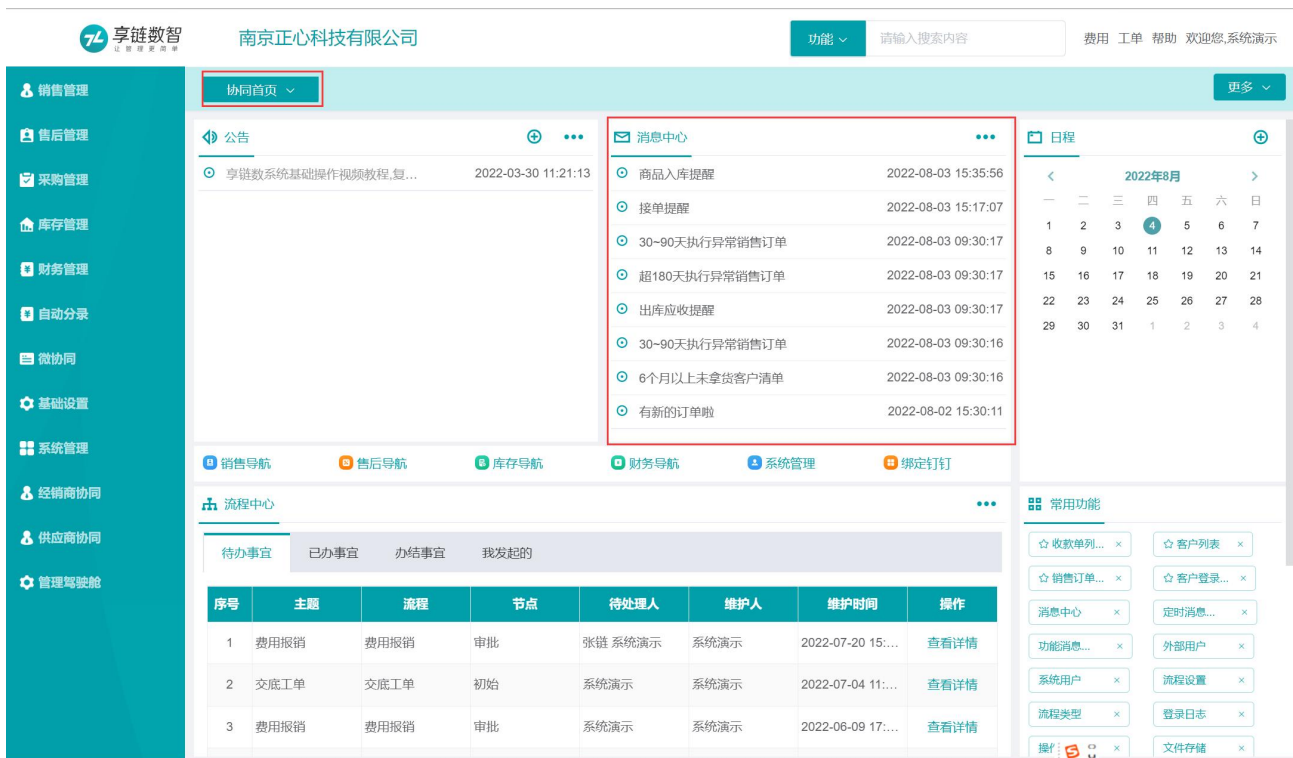 享链数智
让管理更简单
南京正心科技有限公司
功能
请输入搜索内容
费用 工单 帮助 欢迎您,系统演示
销售管理
售后管理
采购管理
库存管理
财务管理
自动分录
微协同
基础设置
系统管理
经销商协同
供应商协同
管理驾驶舱
协同首页
更多
公告
享链数系统基础操作视频教程,复... 2022-03-30 11:21:13
消息中心
商品入库提醒 2022-08-03 15:35:56
接单提醒 2022-08-03 15:17:07
30~90天执行异常销售订单 2022-08-03 09:30:17
超180天执行异常销售订单 2022-08-03 09:30:17
出库应收提醒 2022-08-03 09:30:17
30~90天执行异常销售订单 2022-08-03 09:30:16
6个月以上未拿货客户清单 2022-08-03 09:30:16
有新的订单啦 2022-08-02 15:30:11
日程
2022年8月
一 二 三 四 五 六 日
1 2 3 4 5 6 7
8 9 10 11 12 13 14
15 16 17 18 19 20 21
22 23 24 25 26 27 28
29 30 31 1 2 3 4
销售导航 售后导航 库存导航 财务导航 系统管理 绑定钉钉
流程中心
待办事宜 已办事宜 办结事宜 我发起的
序号 主题 流程 节点 待处理人 维护人 维护时间 操作
1 费用报销 费用报销 审批 张链 系统演示 系统演示 2022-07-20 15:... 查看详情
2 交底工单 交底工单 初始 系统演示 系统演示 2022-07-04 11:... 查看详情
3 费用报销 费用报销 审批 系统演示 系统演示 2022-06-09 17:... 查看详情
常用功能
收款单列... × 客户列表 ×
销售订单... × 客户登录... ×
消息中心 × 定时消息... ×
功能消息... × 外部用户 ×
系统用户 × 流程设置 ×
流程类型 × 登录日志 ×
× 文件存储 ×